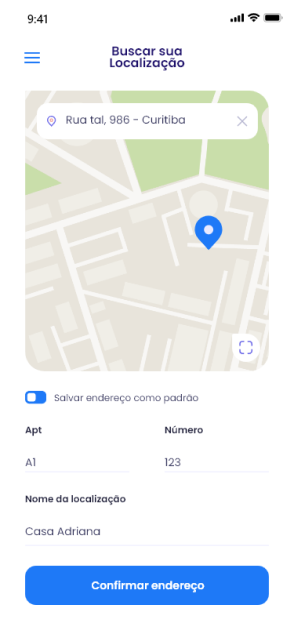 9:41
Buscar sua
Localização
Rua tal, 986 - Curitiba
Salvar endereço como padrão
Apt
Número
A1
123
Nome da localização
Casa Adriana
Confirmar endereço